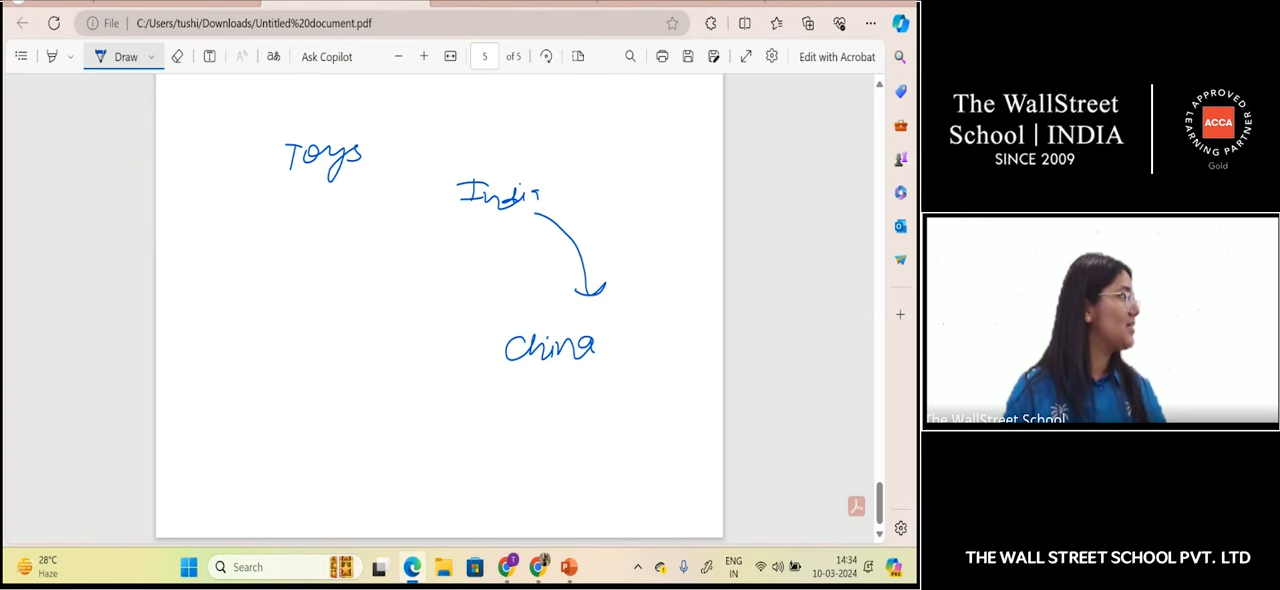 File C:/Users/tushi/Downloads/Untitled%20document.pdf
Draw
Ask Copilot
5 of 5
Edit with Acrobat
Toys
India
China
The WallStreet
School | INDIA
SINCE 2009
APPROVED LEARNING PARTNER
ACCA
Gold
The WallStreet School
THE WALL STREET SCHOOL PVT. LTD
28°C
Haze
Search
ENG
IN
14:34
10-03-2024